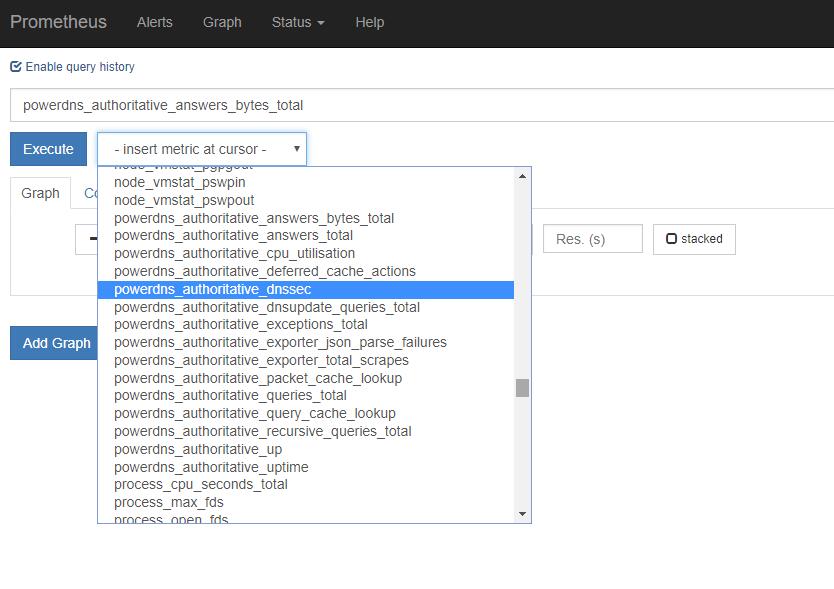 Prometheus Alerts Graph Status Help
Enable query history
powerdns_authoritative_answers_bytes_total
Execute - insert metric at cursor -
node_vmstat_pgpgout
node_vmstat_pswpin
Graph Co
node_vmstat_pswpout
powerdns_authoritative_answers_bytes_total
powerdns_authoritative_answers_total
Res. (s) stacked
powerdns_authoritative_cpu_utilisation
powerdns_authoritative_deferred_cache_actions
powerdns_authoritative_dnssec
powerdns_authoritative_dnsupdate_queries_total
powerdns_authoritative_exceptions_total
Add Graph
powerdns_authoritative_exporter_json_parse_failures
powerdns_authoritative_exporter_total_scrapes
powerdns_authoritative_packet_cache_lookup
powerdns_authoritative_queries_total
powerdns_authoritative_query_cache_lookup
powerdns_authoritative_recursive_queries_total
powerdns_authoritative_up
powerdns_authoritative_uptime
process_cpu_seconds_total
process_max_fds
process_open_fds